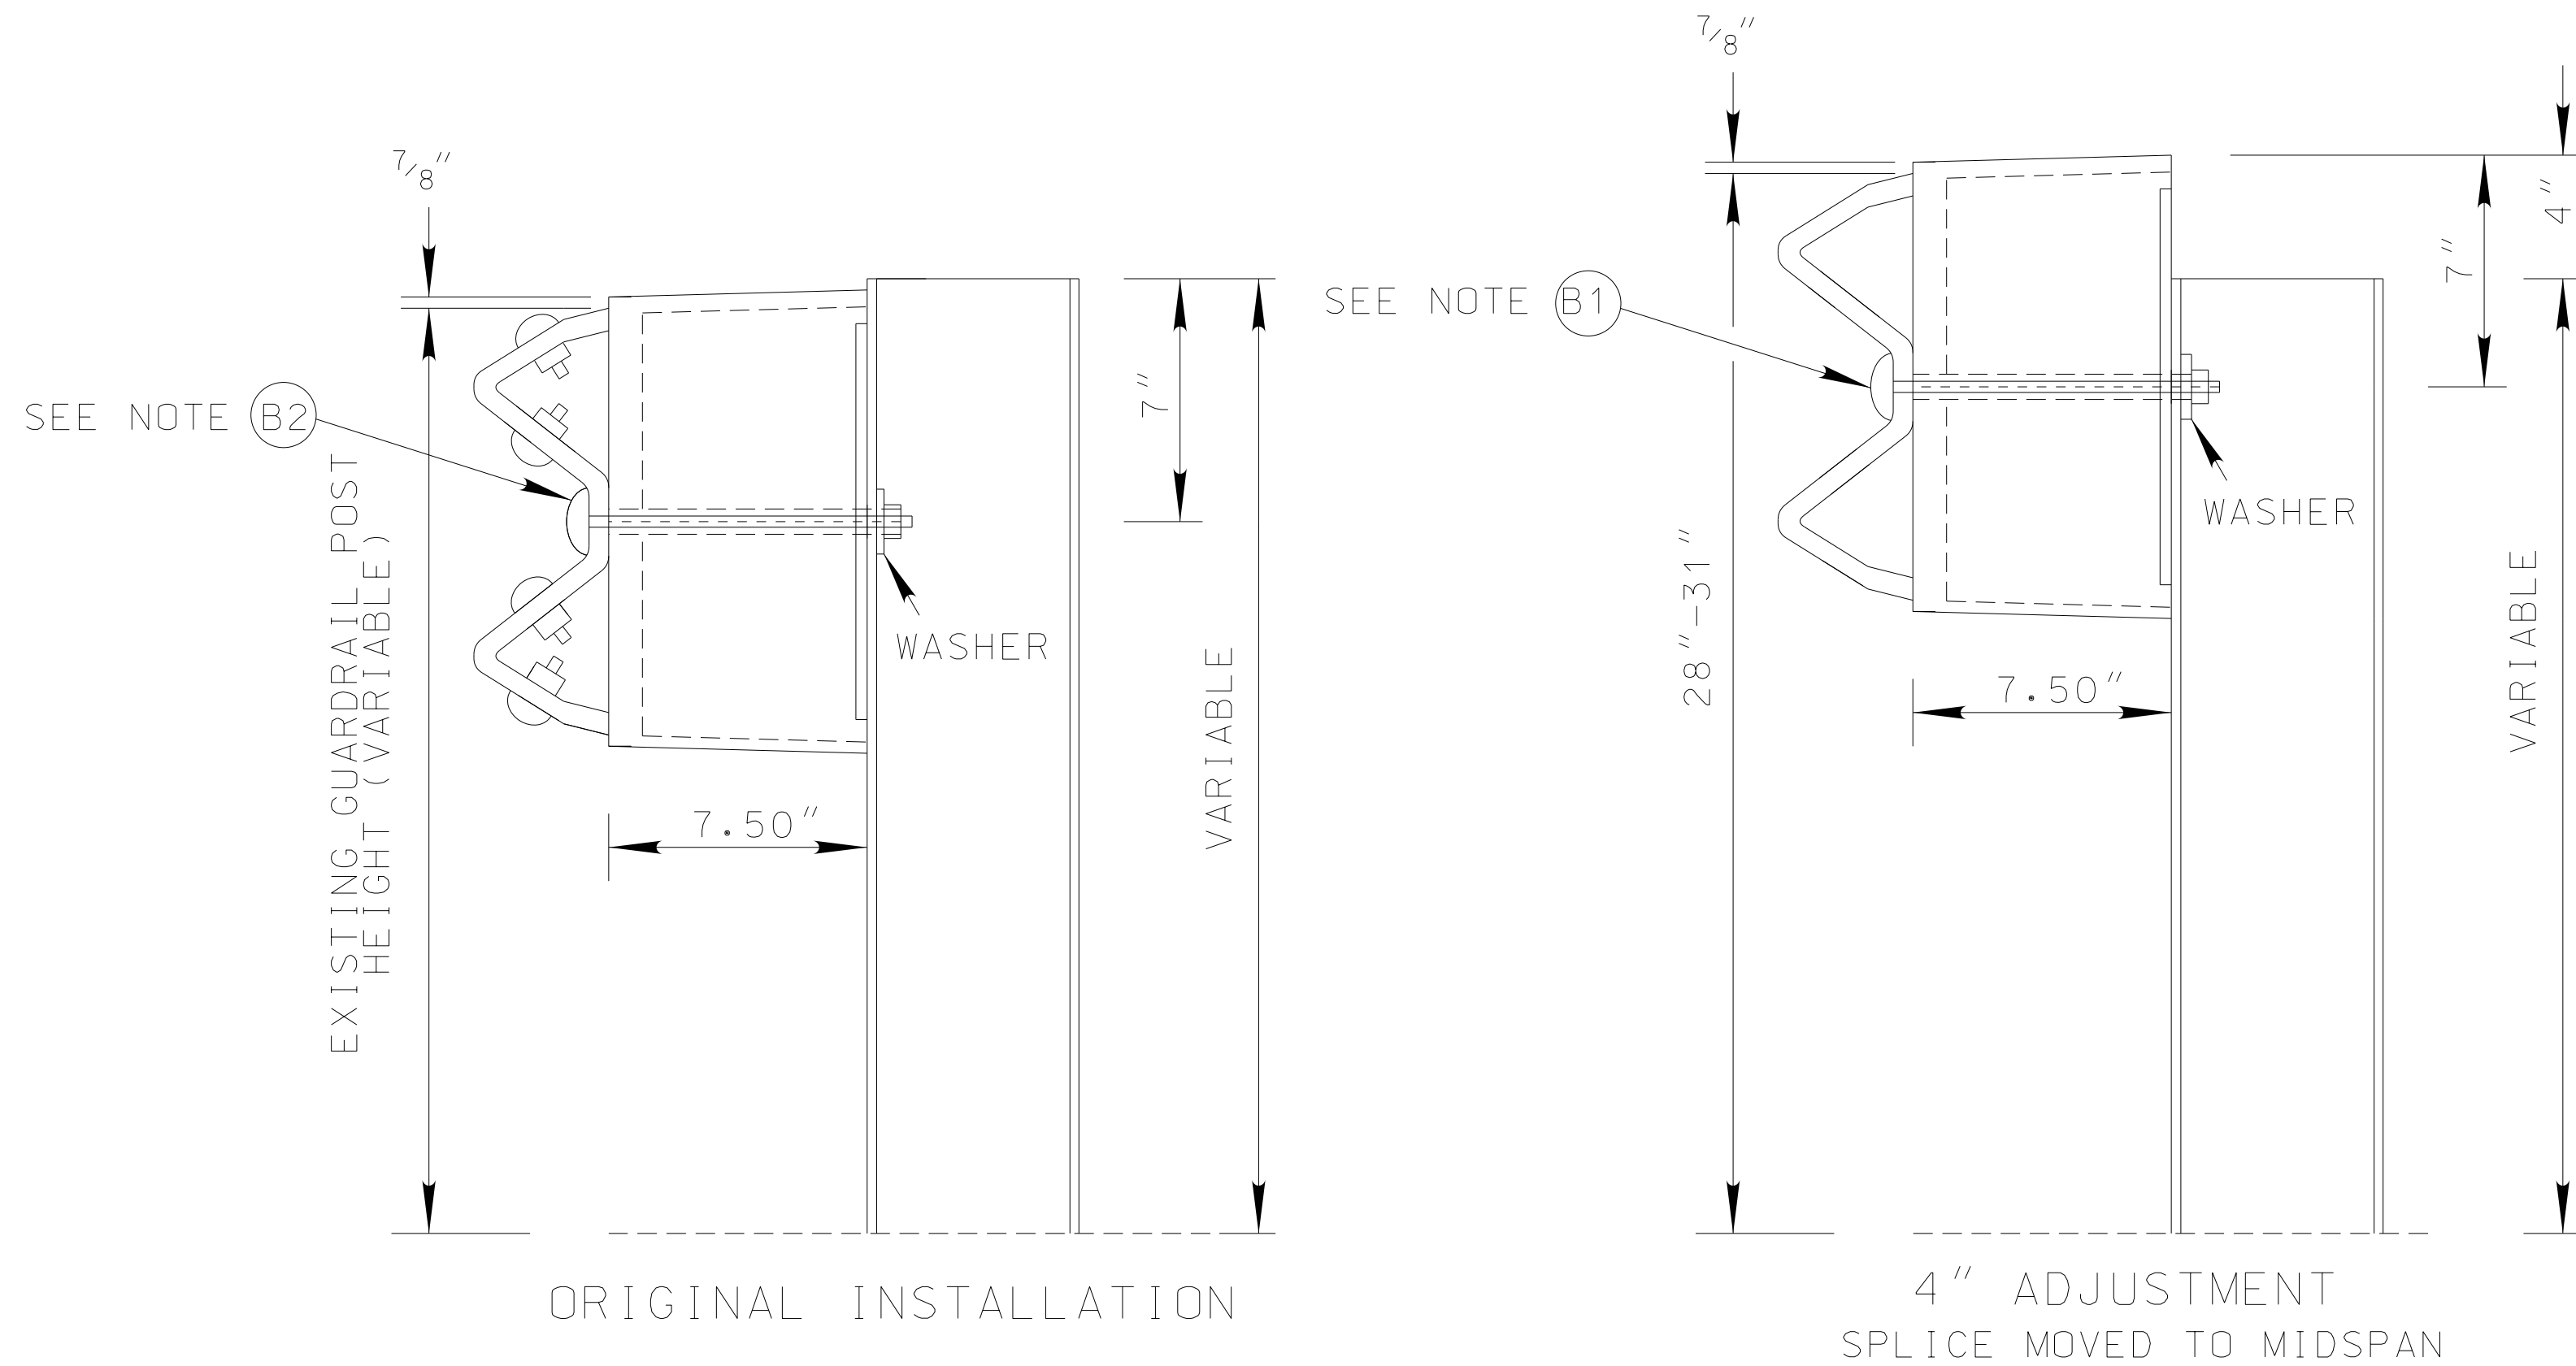 7/8"
SEE NOTE B2
EXISTING GUARDRAIL POST
HEIGHT (VARIABLE)
7"
WASHER
VARIABLE
7.50"
ORIGINAL INSTALLATION
7/8"
SEE NOTE B1
28"-31"
4"
7"
WASHER
VARIABLE
7.50"
4" ADJUSTMENT
SPLICE MOVED TO MIDSPAN